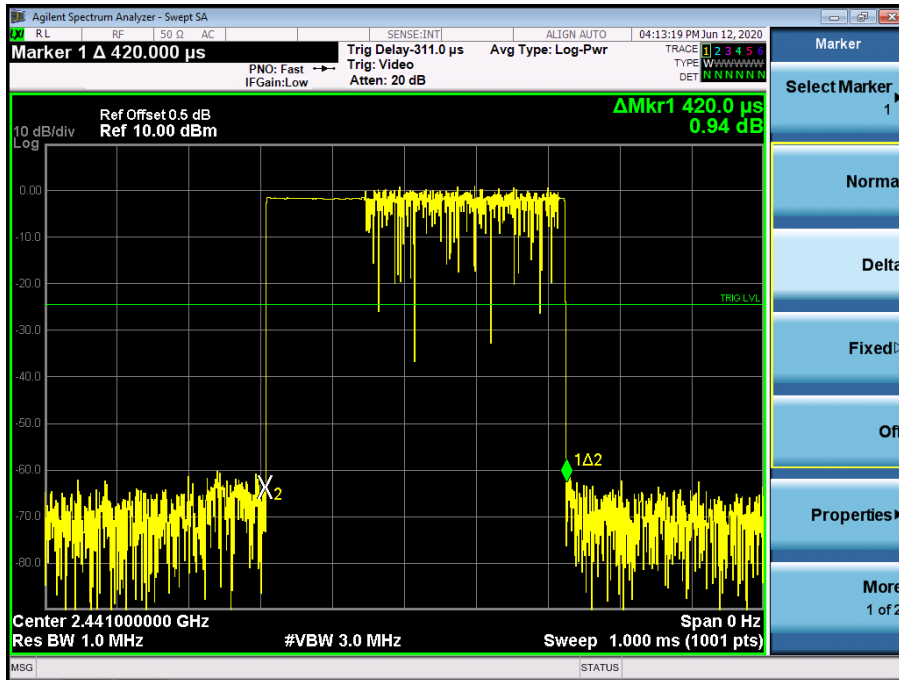 Agilent Spectrum Analyzer - Swept SA
LXI RL RF 50 Ω AC SENSE:INT ALIGN AUTO 04:13:19 PM Jun 12, 2020
Marker 1 Δ 420.000 µs
PNO: Fast
IFGain:Low
Trig Delay-311.0 µs
Trig: Video
Atten: 20 dB
Avg Type: Log-Pwr
TRACE 1 2 3 4 5 6
TYPE WWWWWW
DET N N N N N N
ΔMkr1 420.0 µs
0.94 dB
Ref Offset 0.5 dB
10 dB/div Ref 10.00 dBm
Log
0.00
-10.0
-20.0
TRIG LVL
-30.0
-40.0
-50.0
-60.0
1Δ2
X2
-70.0
-80.0
Center 2.441000000 GHz Span 0 Hz
Res BW 1.0 MHz #VBW 3.0 MHz Sweep 1.000 ms (1001 pts)
MSG STATUS
Marker
Select Marker
1
Norma
Delta
Fixed
Off
Properties
More
1 of 2